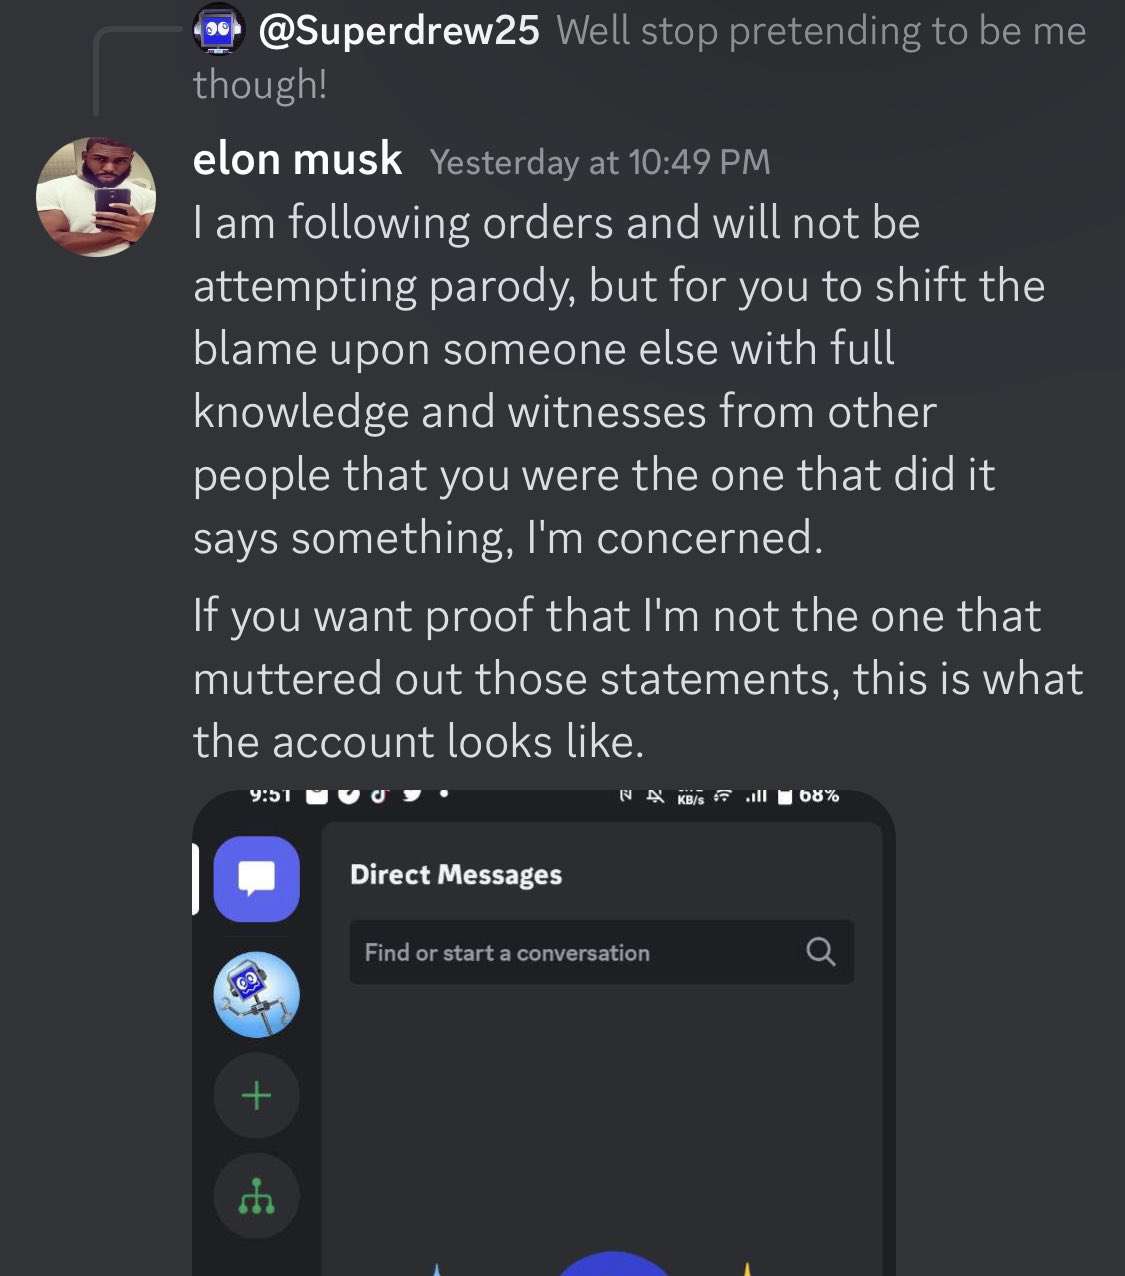 @Superdrew25 Well stop pretending to be me
though!
elon musk Yesterday at 10:49 PM
I am following orders and will not be
attempting parody, but for you to shift the
blame upon someone else with full
knowledge and witnesses from other
people that you were the one that did it
says something, I'm concerned.
If you want proof that I'm not the one that
muttered out those statements, this is what
the account looks like.
9:51 KB/s 68%
Direct Messages
Find or start a conversation